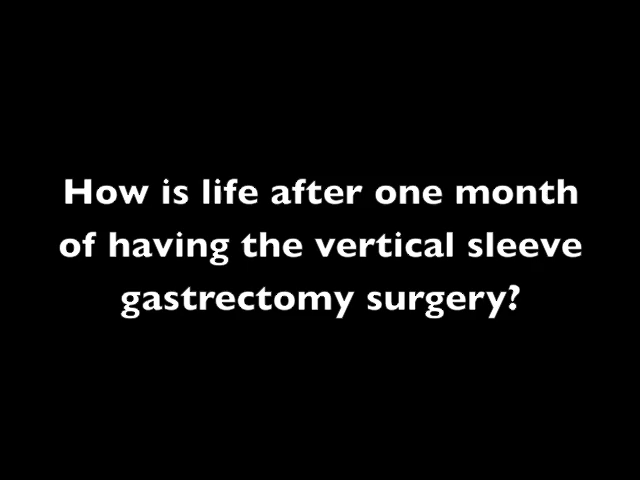 How is life after one month
of having the vertical sleeve
gastrectomy surgery?